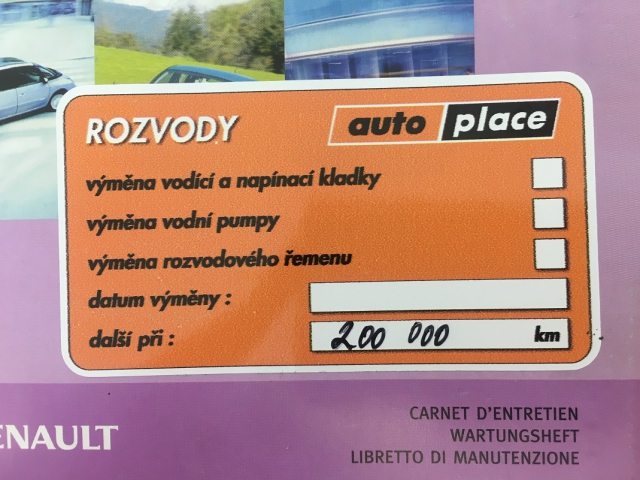 ROZVODY
auto place
výměna vodící a napínací kladky
výměna vodní pumpy
výměna rozvodového řemenu
datum výměny :
další při : 200 000 km
ENAULT
CARNET D'ENTRETIEN
WARTUNGSHEFT
LIBRETTO DI MANUTENZIONE